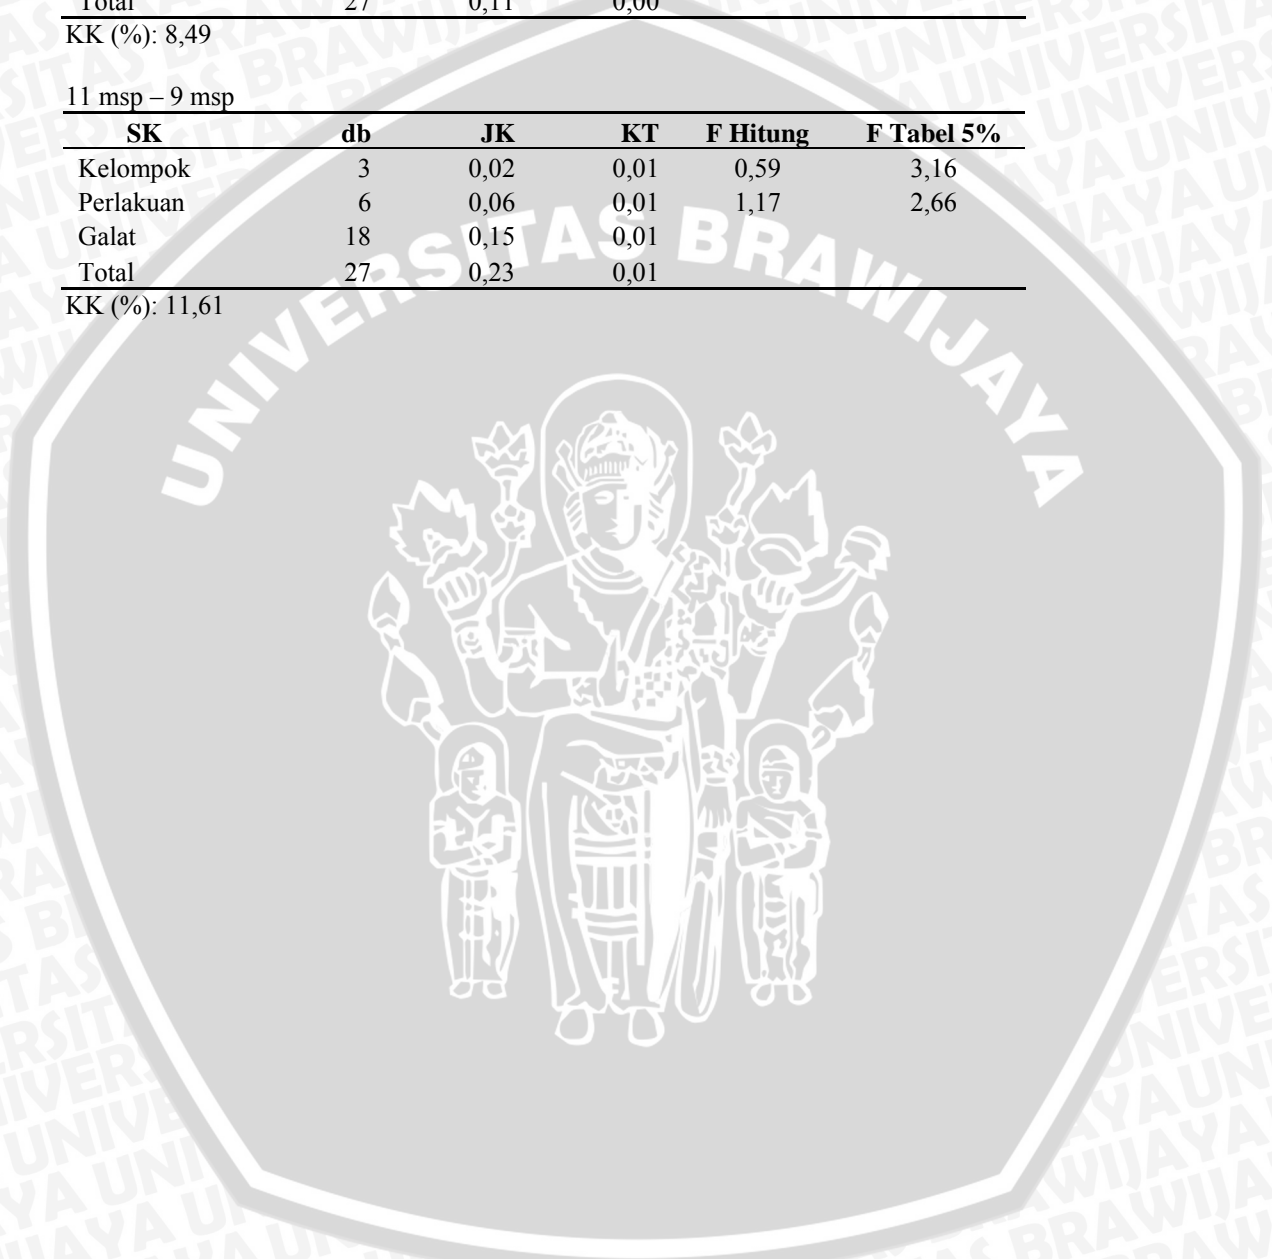 Total 27 0,11 0,00
KK (%): 8,49
11 msp – 9 msp
SK db JK KT F Hitung F Tabel 5%
Kelompok 3 0,02 0,01 0,59 3,16
Perlakuan 6 0,06 0,01 1,17 2,66
Galat 18 0,15 0,01
Total 27 0,23 0,01
KK (%): 11,61
UNIVERSITAS BRAWIJAYA